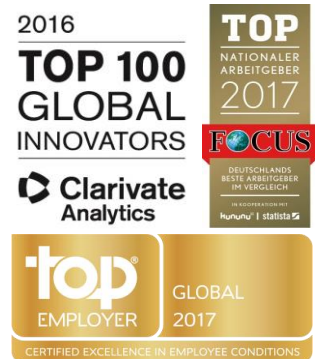 2016
TOP 100
GLOBAL
INNOVATORS
Clarivate
Analytics
TOP
NATIONALER
ARBEITGEBER
2017
FOCUS
DEUTSCHLANDS
BESTE ARBEITGEBER
IM VERGLEICH
IN KOOPERATION MIT
kununu | statista
top
EMPLOYER
GLOBAL
2017
CERTIFIED EXCELLENCE IN EMPLOYEE CONDITIONS